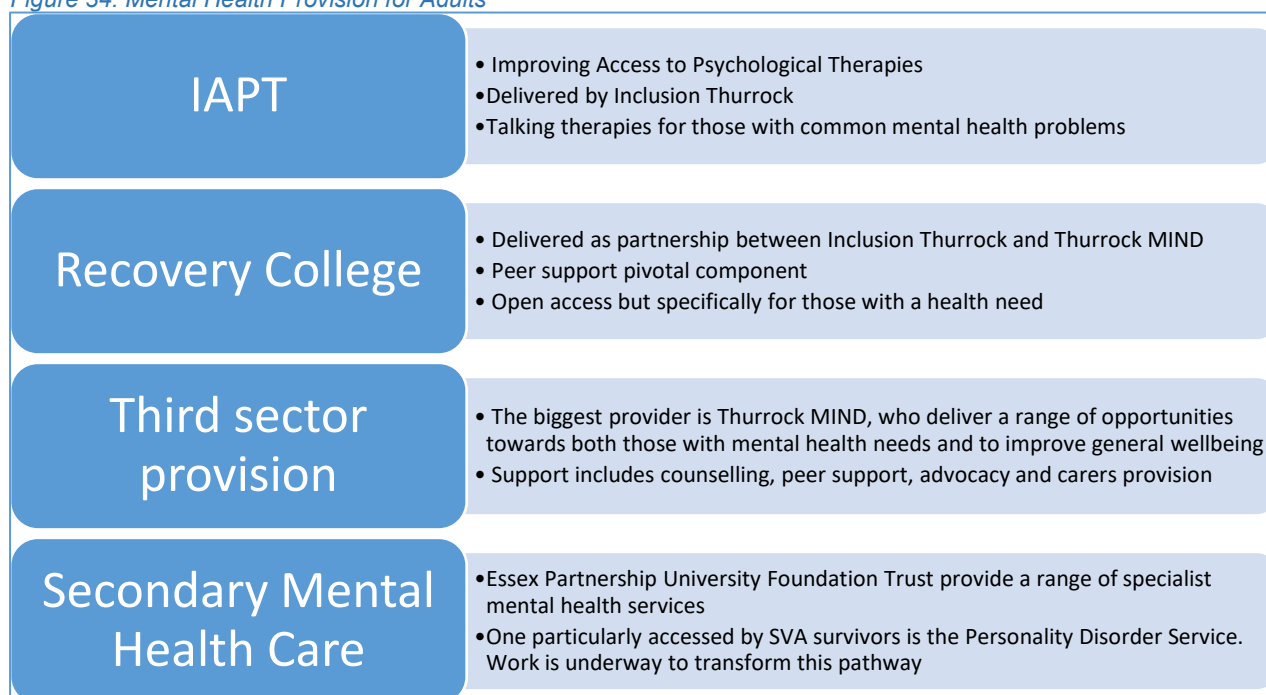 Figure 34: Mental Health Provision for Adults
IAPT
• Improving Access to Psychological Therapies
•Delivered by Inclusion Thurrock
•Talking therapies for those with common mental health problems
Recovery College
• Delivered as partnership between Inclusion Thurrock and Thurrock MIND
• Peer support pivotal component
• Open access but specifically for those with a health need
Third sector
provision
• The biggest provider is Thurrock MIND, who deliver a range of opportunities
towards both those with mental health needs and to improve general wellbeing
• Support includes counselling, peer support, advocacy and carers provision
Secondary Mental
Health Care
•Essex Partnership University Foundation Trust provide a range of specialist
mental health services
•One particularly accessed by SVA survivors is the Personality Disorder Service.
Work is underway to transform this pathway